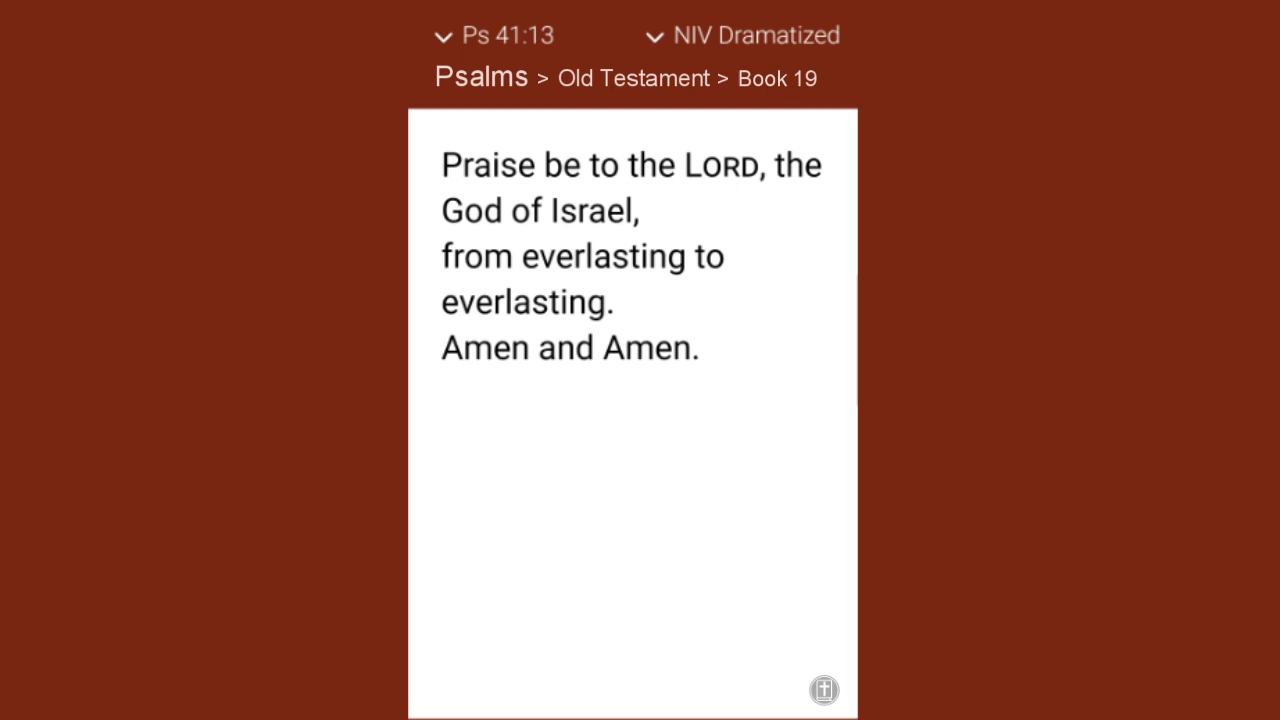 Ps 41:13 NIV Dramatized
Psalms > Old Testament > Book 19
Praise be to the LORD, the
God of Israel,
from everlasting to
everlasting.
Amen and Amen.